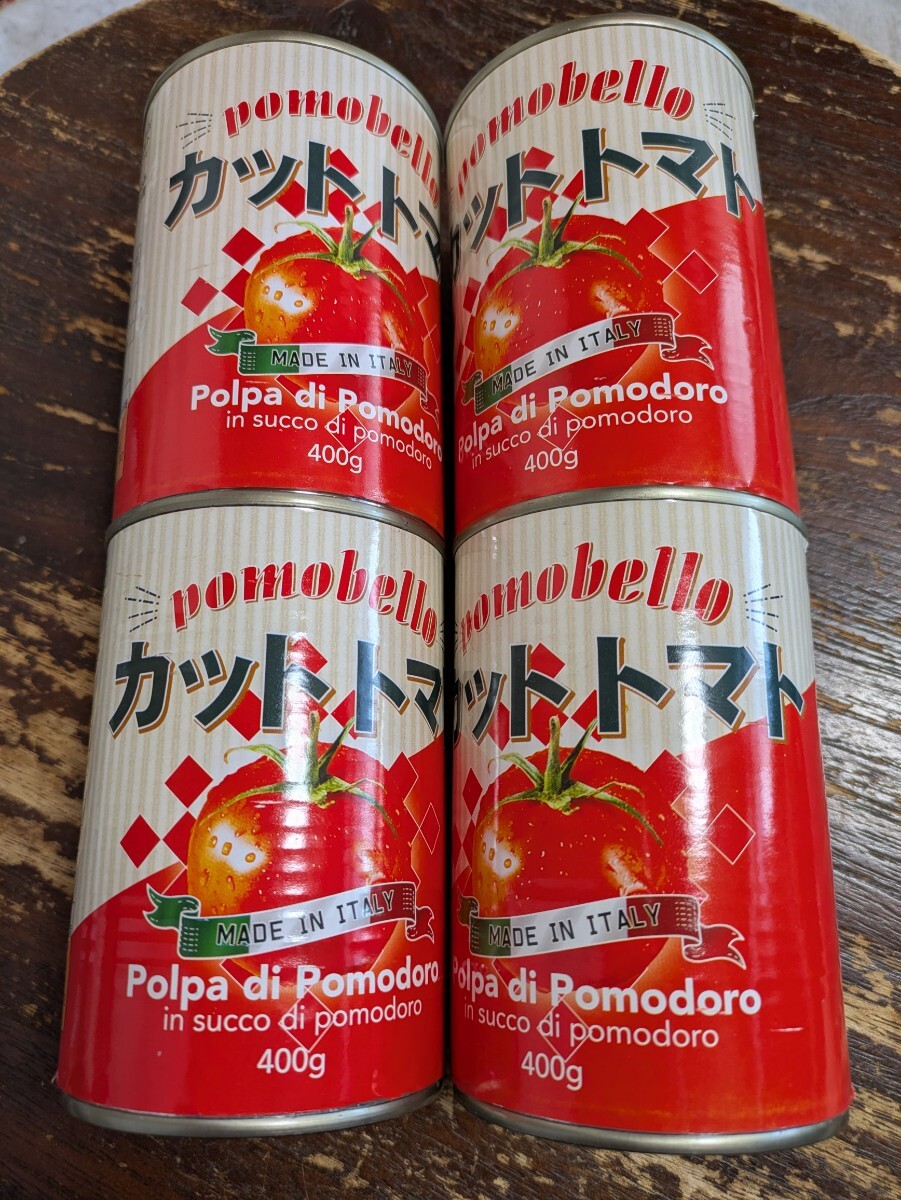 pomobello
カットトマ
MADE IN ITALY
Polpa di Pomodoro
in succo di pomodoro
400g
pomobello
カットトマト
MADE IN ITALY
Polpa di Pomodoro
in succo di pomodoro
400g
pomobello
カットトマ
MADE IN ITALY
Polpa di Pomodoro
in succo di pomodoro
400g
pomobello
カットトマト
MADE IN ITALY
Polpa di Pomodoro
in succo di pomodoro
400g